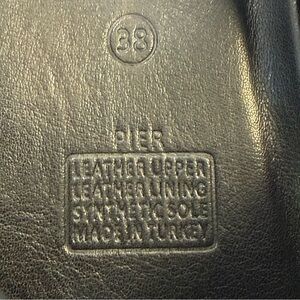 38
PIER
LEATHER UPPER
LEATHER LINING
SYNTHETIC SOLE
MADE IN TURKEY